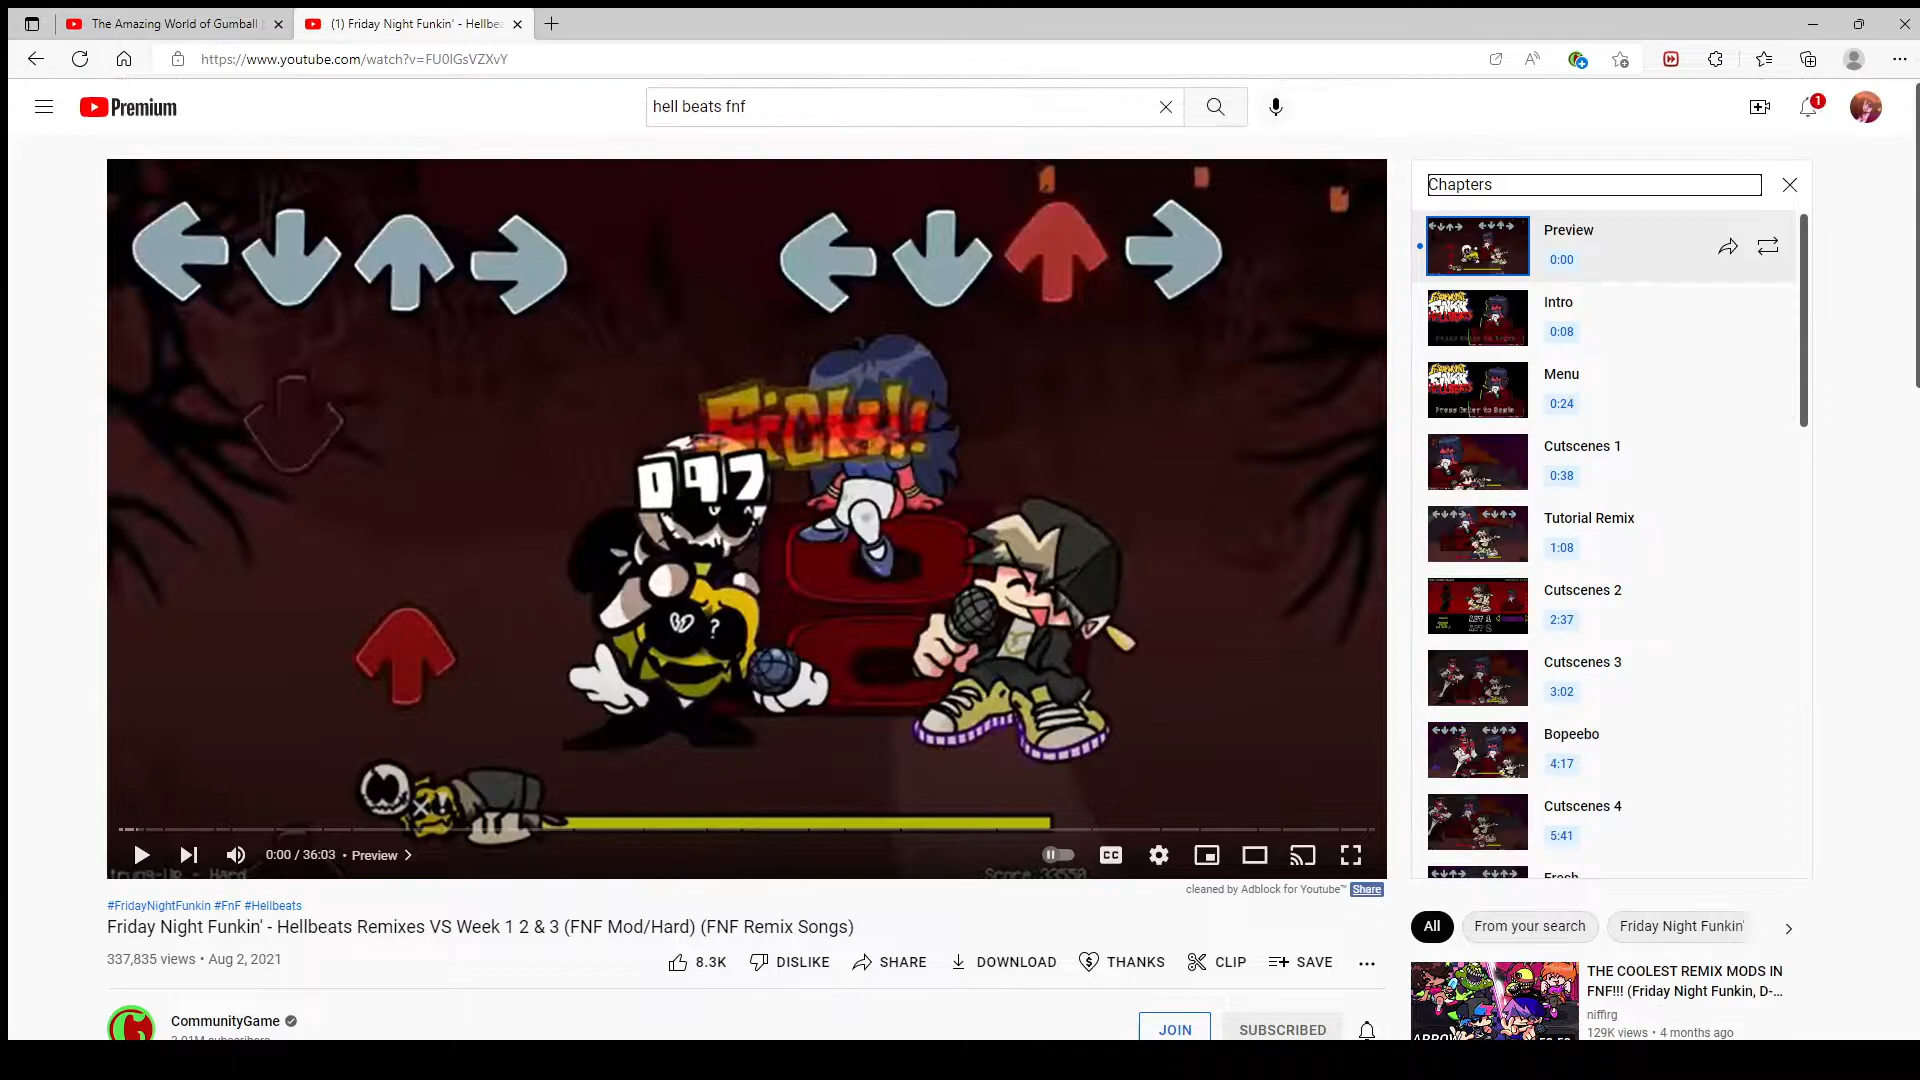 The Amazing World of Gumball
(1) Friday Night Funkin' - Hellbe
https://www.youtube.com/watch?v=FU0lGsVZXvY
Premium
hell beats fnf
1
Sick!!
097
?
0:00 / 36:03 • Preview
CC
cleaned by Adblock for Youtube™ Share
#FridayNightFunkin #FnF #Hellbeats
Friday Night Funkin' - Hellbeats Remixes VS Week 1 2 & 3 (FNF Mod/Hard) (FNF Remix Songs)
337,835 views • Aug 2, 2021
8.3K
DISLIKE
SHARE
DOWNLOAD
THANKS
CLIP
SAVE
CommunityGame
JOIN
SUBSCRIBED
Chapters
Preview
0:00
Intro
0:08
Menu
0:24
Cutscenes 1
0:38
Tutorial Remix
1:08
Cutscenes 2
2:37
Cutscenes 3
3:02
Bopeebo
4:17
Cutscenes 4
5:41
Fresh
All
From your search
Friday Night Funkin'
THE COOLEST REMIX MODS IN
FNF!!! (Friday Night Funkin, D-...
niffirg
129K views • 4 months ago